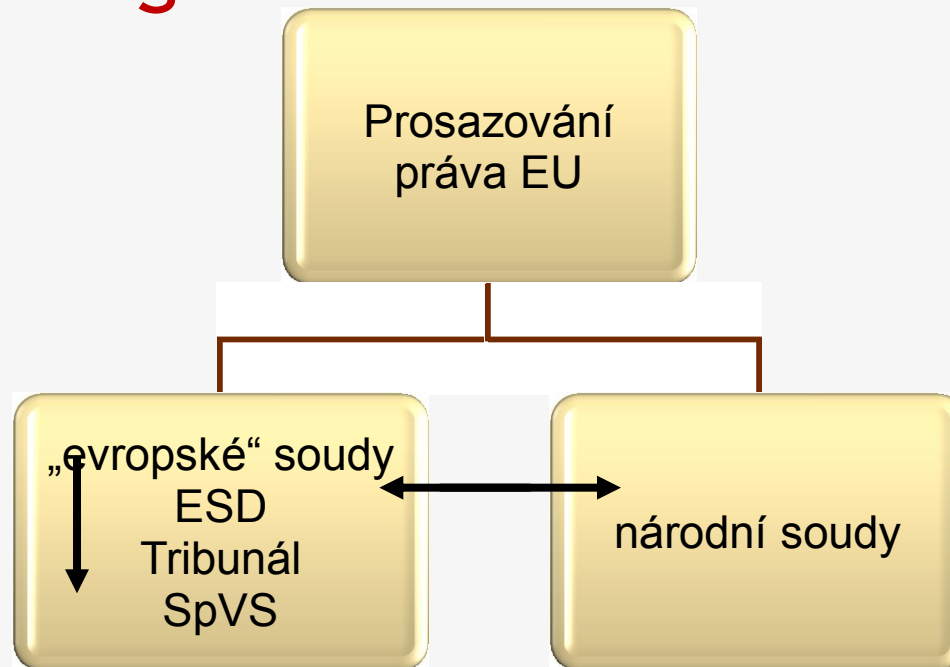 Prosazování
práva EU
„evropské“ soudy
ESD
Tribunál
SpVS
národní soudy